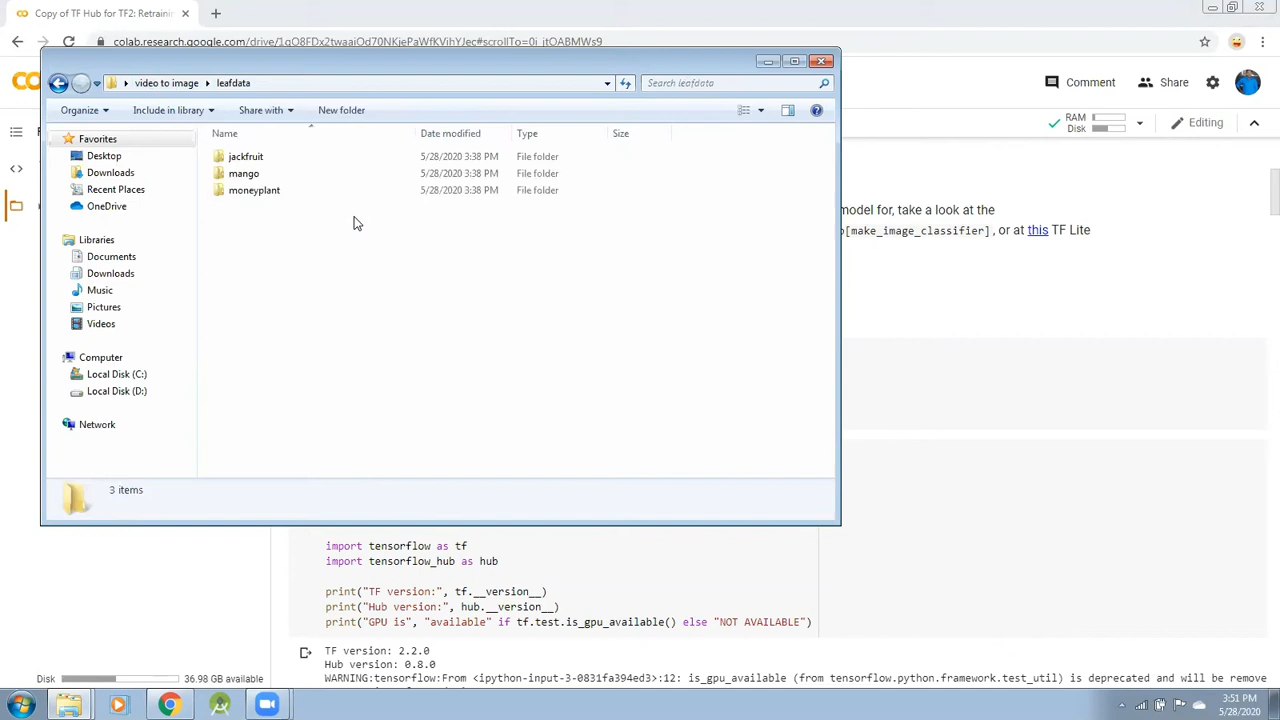 Copy of TF Hub for TF2: Retrainin
colab.research.google.com/drive/1qO8FDx2twaaiOd70NKjePaWfKVihYJec#scrollTo=0i_jtOABMWs9
video to image leafdata
Search leafdata
Comment
Share
Organize
Include in library
Share with
New folder
RAM
Disk
Editing
Name
Date modified
Type
Size
Favorites
Desktop
Downloads
Recent Places
OneDrive
Libraries
Documents
Downloads
Music
Pictures
Videos
Computer
Local Disk (C:)
Local Disk (D:)
Network
jackfruit 5/28/2020 3:38 PM File folder
mango 5/28/2020 3:38 PM File folder
moneyplant 5/28/2020 3:38 PM File folder
3 items
model for, take a look at the
[make_image_classifier], or at this TF Lite
import tensorflow as tf
import tensorflow_hub as hub
print("TF version:", tf.__version__)
print("Hub version:", hub.__version__)
print("GPU is", "available" if tf.test.is_gpu_available() else "NOT AVAILABLE")
TF version: 2.2.0
Hub version: 0.8.0
WARNING:tensorflow:From <ipython-input-3-0831fa394ed3>:12: is_gpu_available (from tensorflow.python.framework.test_util) is deprecated and will be remove
Disk
36.98 GB available
3:51 PM
5/28/2020